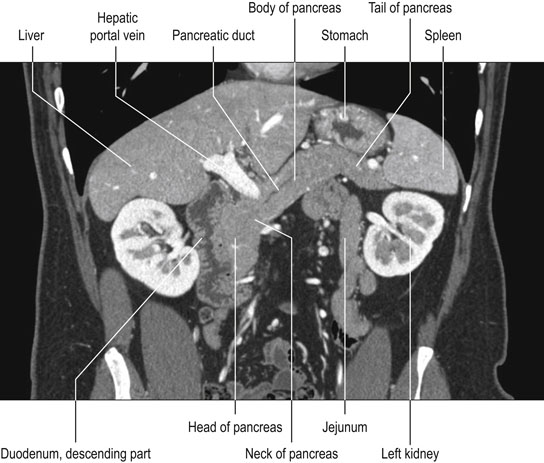 Body of pancreas
Tail of pancreas
Hepatic
portal vein
Liver
Pancreatic duct
Stomach
Spleen
Head of pancreas
Jejunum
Duodenum, descending part
Neck of pancreas
Left kidney